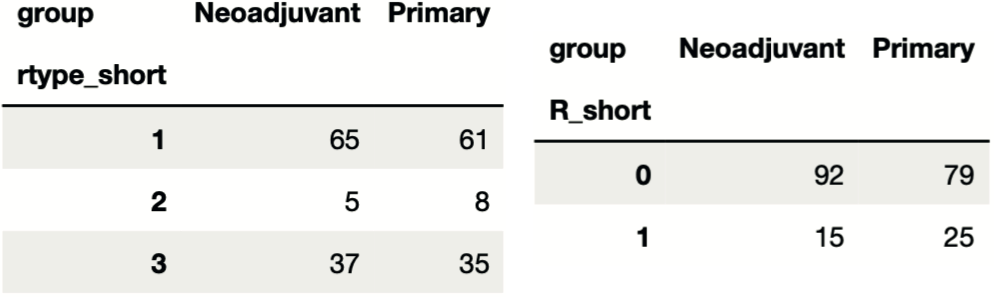 group Neoadjuvant Primary
rtype_short
1 65 61
2 5 8
3 37 35
group Neoadjuvant Primary
R_short
0 92 79
1 15 25